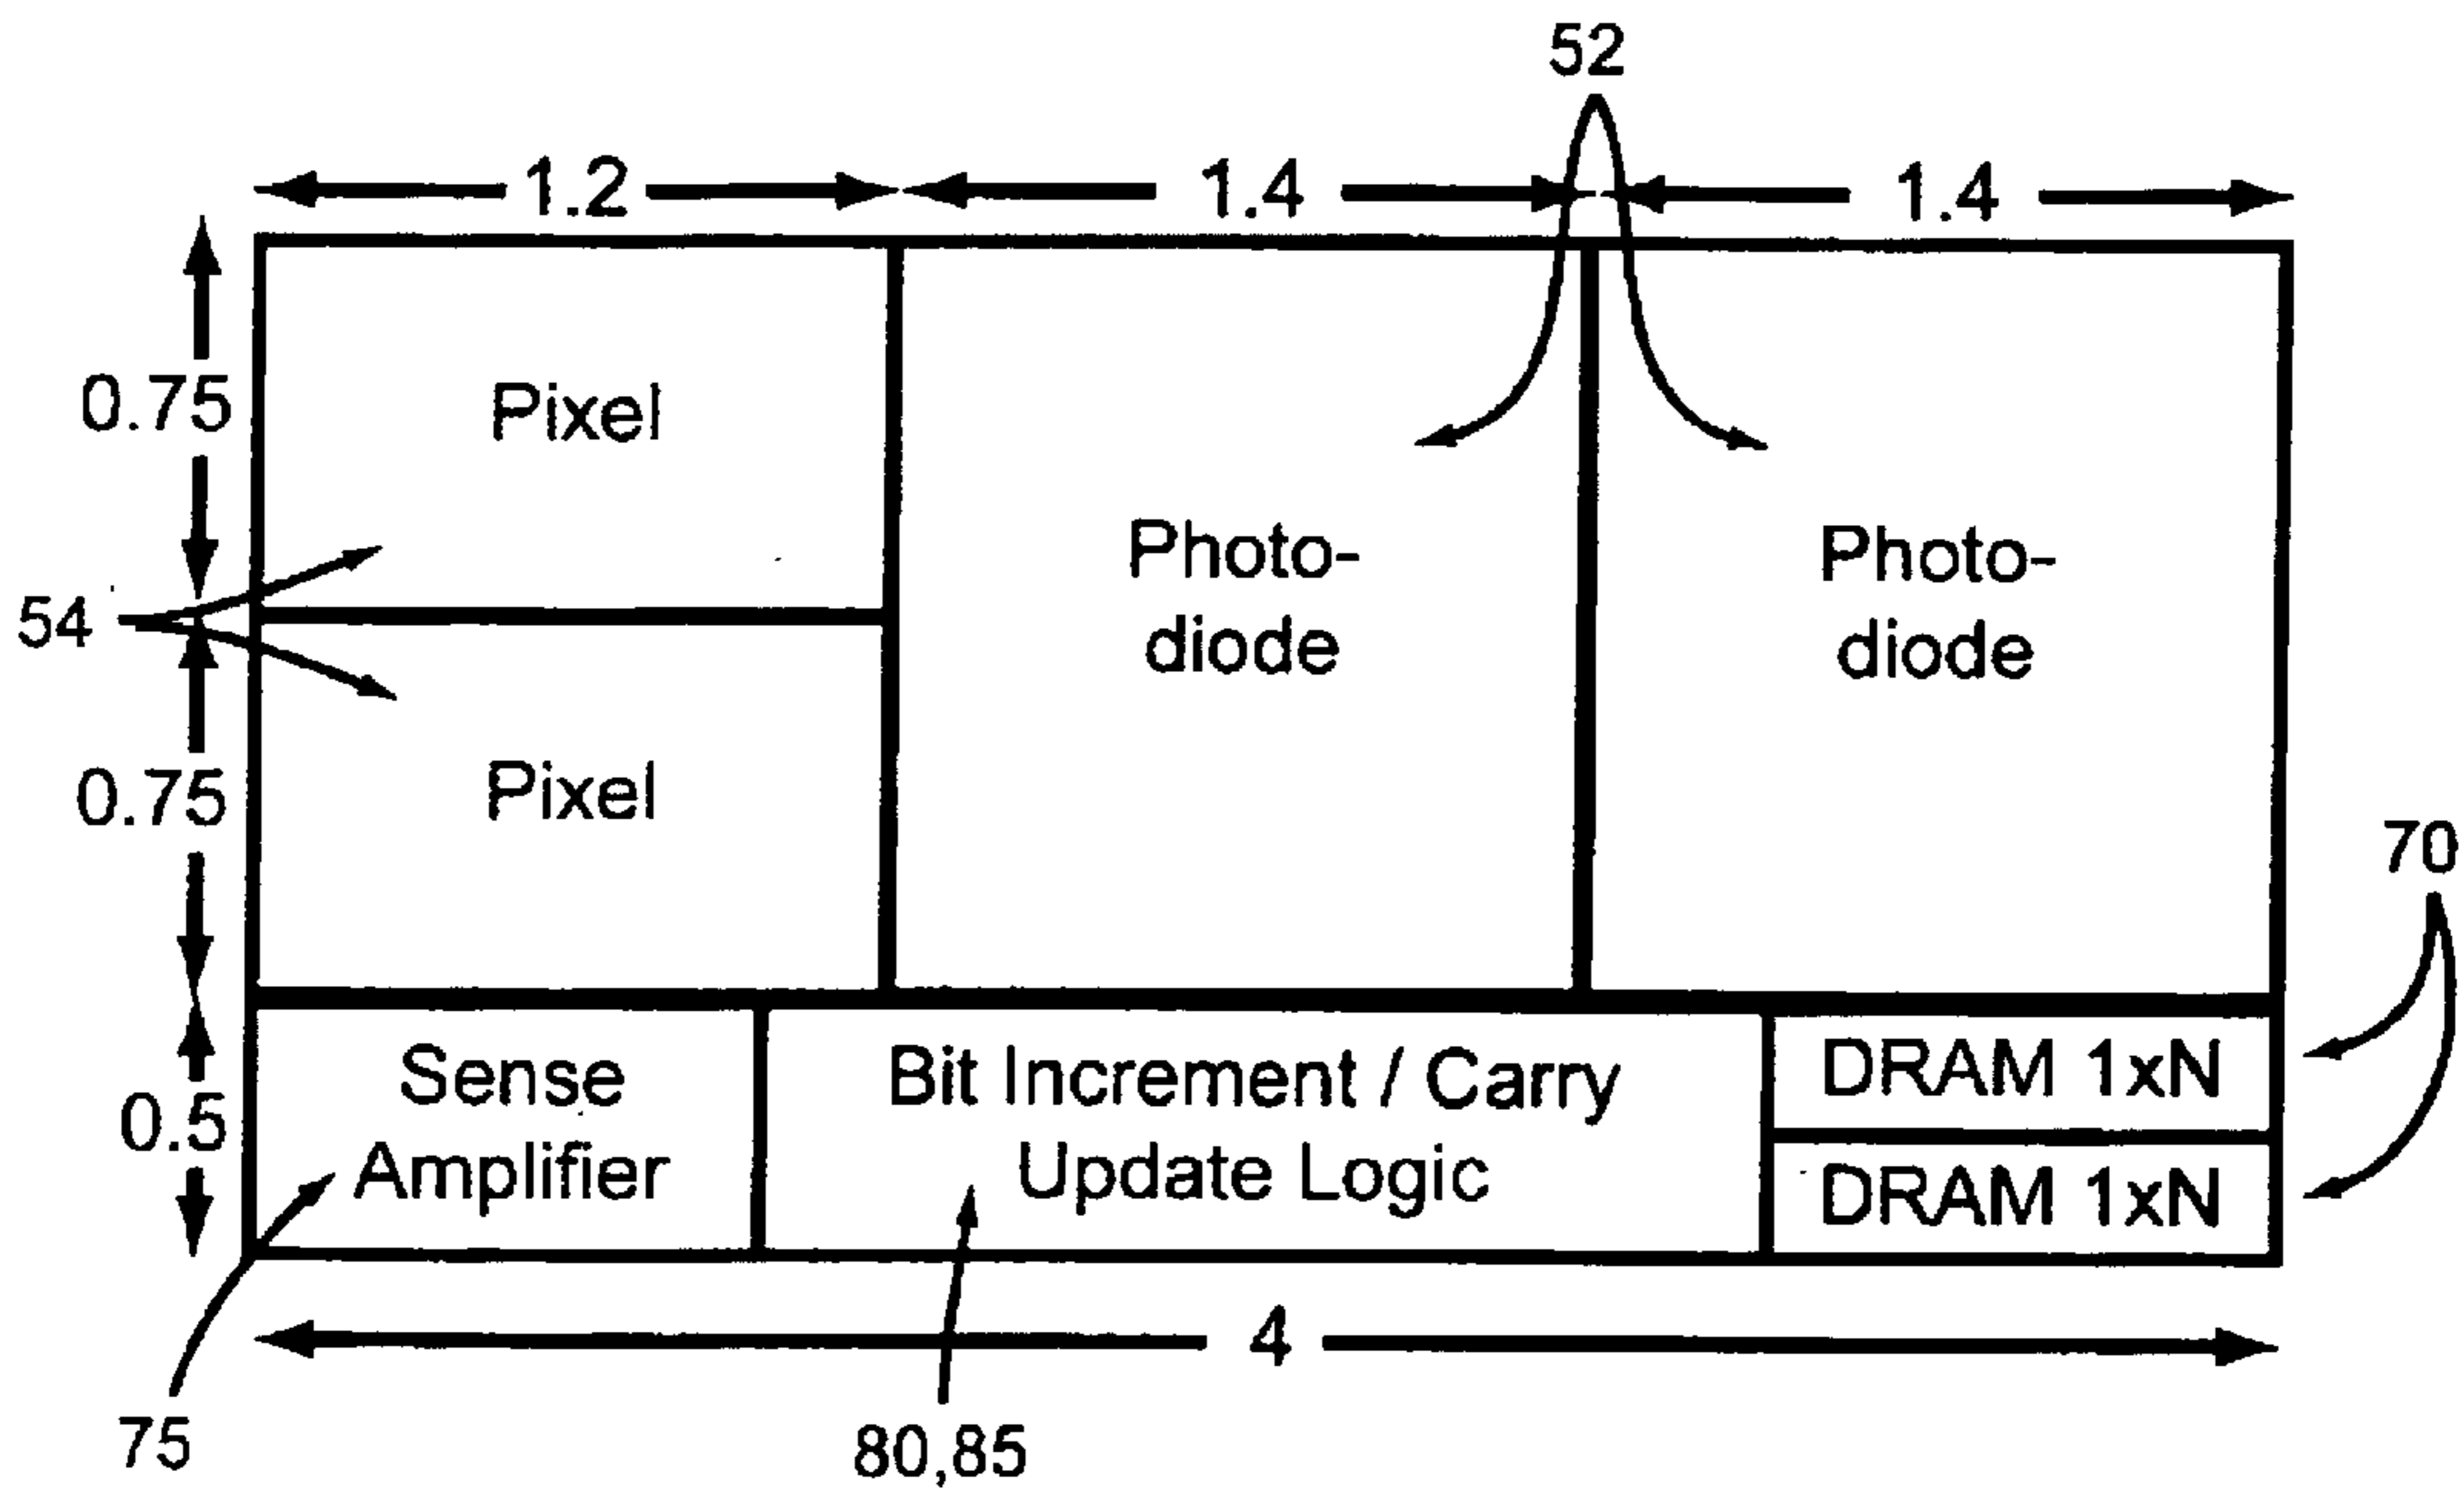 52
1.2
1.4
1.4
0.75
Pixel
Photo-
diode
Photo-
diode
54
0.75
Pixel
70
0.5
Sense
Amplifier
Bit Increment / Carry
Update Logic
DRAM 1xN
DRAM 1xN
4
75
80,85